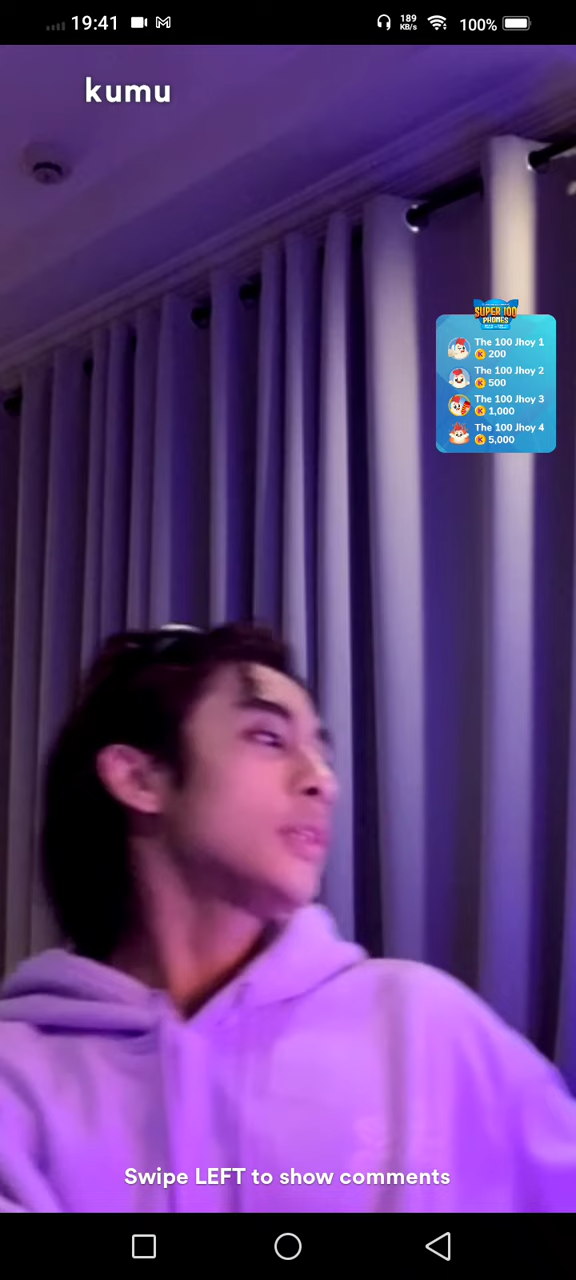 19:41
189
KB/s
100%
kumu
SUPER 100
PHONES
The 100 Jhoy 1
K 200
The 100 Jhoy 2
K 500
The 100 Jhoy 3
K 1,000
The 100 Jhoy 4
K 5,000
Swipe LEFT to show comments